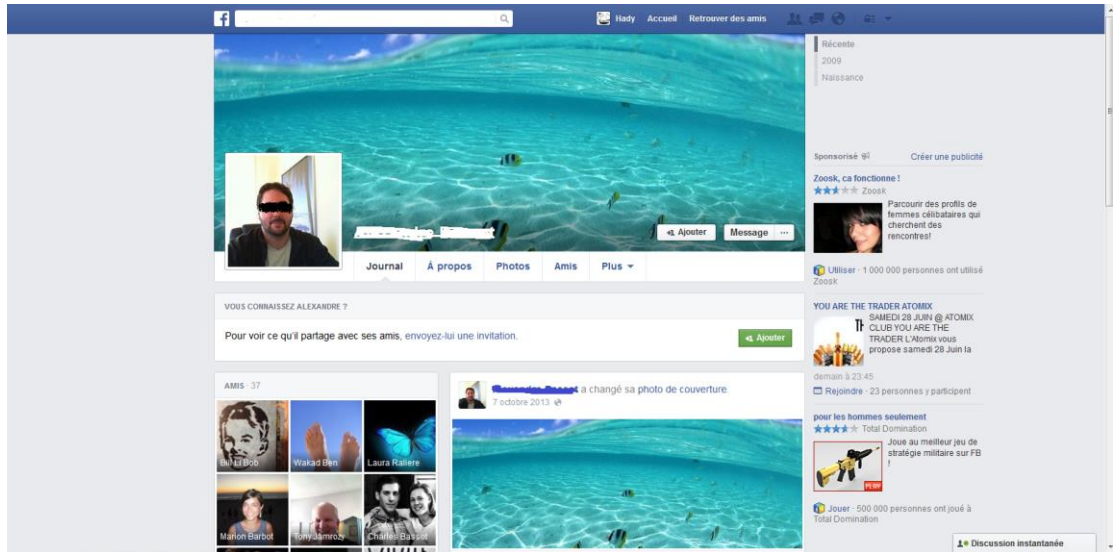 f
Hady Accueil Retrouver des amis
Récente
2009
Naissance
Ajouter Message ...
Journal À propos Photos Amis Plus
VOUS CONNAISSEZ ALEXANDRE ?
Pour voir ce qu'il partage avec ses amis, envoyez-lui une invitation.
Ajouter
AMIS · 37
Bill Li Bob
Wakad Ben
Laura Raliere
Marion Barbot
Tony Jamrozy
Charles Bassot
a changé sa photo de couverture.
7 octobre 2013
Sponsorisé
Créer une publicité
Zoosk, ca fonctionne !
Zoosk
Parcourir des profils de
femmes célibataires qui
cherchent des
rencontres!
Utiliser · 1 000 000 personnes ont utilisé
Zoosk
YOU ARE THE TRADER ATOMIX
SAMEDI 28 JUIN @ ATOMIX
CLUB YOU ARE THE
TRADER L'Atomix vous
propose samedi 28 Juin la
demain à 23:45
Rejoindre · 23 personnes y participent
pour les hommes seulement
Total Domination
Joue au meilleur jeu de
stratégie militaire sur FB
!
PLAY
Jouer · 500 000 personnes ont joué à
Total Domination
Discussion instantanée